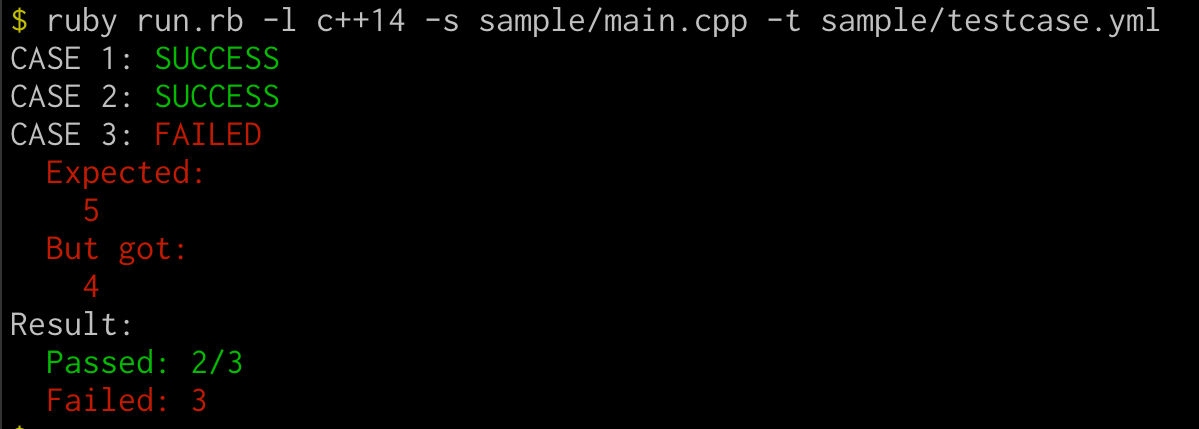 $ ruby run.rb -l c++14 -s sample/main.cpp -t sample/testcase.yml
CASE 1: SUCCESS
CASE 2: SUCCESS
CASE 3: FAILED
  Expected:
    5
  But got:
    4
Result:
  Passed: 2/3
  Failed: 3